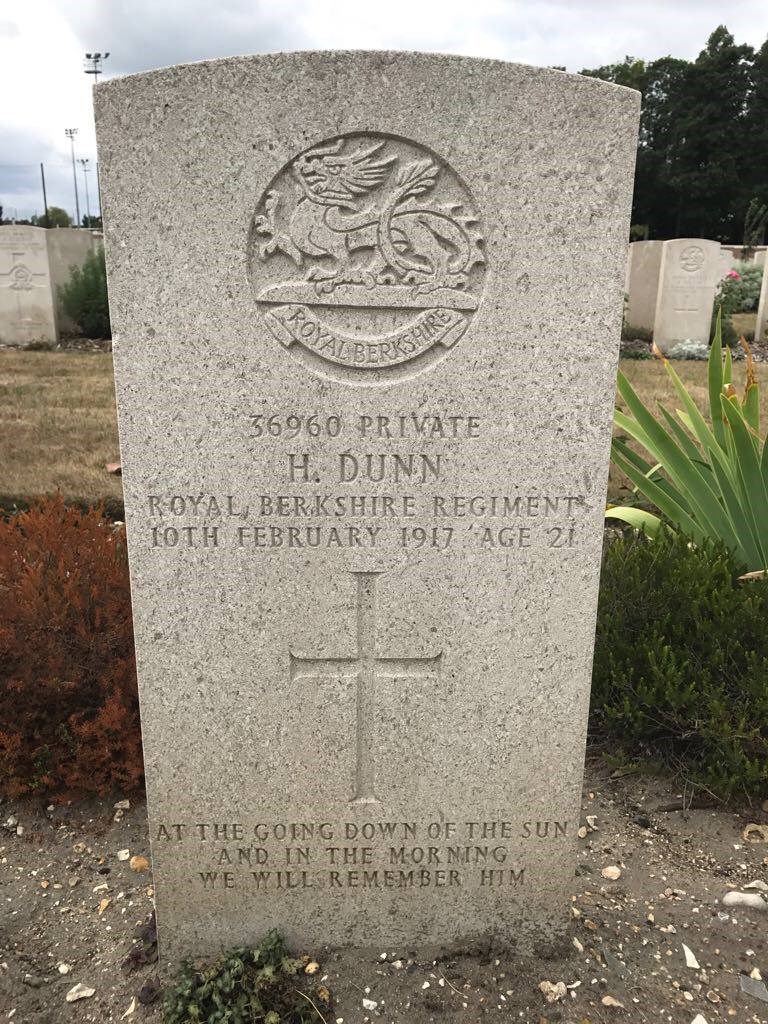 ROYAL BERKSHIRE
36960 PRIVATE
H. DUNN
ROYAL BERKSHIRE REGIMENT
10TH FEBRUARY 1917 AGE 21
AT THE GOING DOWN OF THE SUN
AND IN THE MORNING
WE WILL REMEMBER HIM